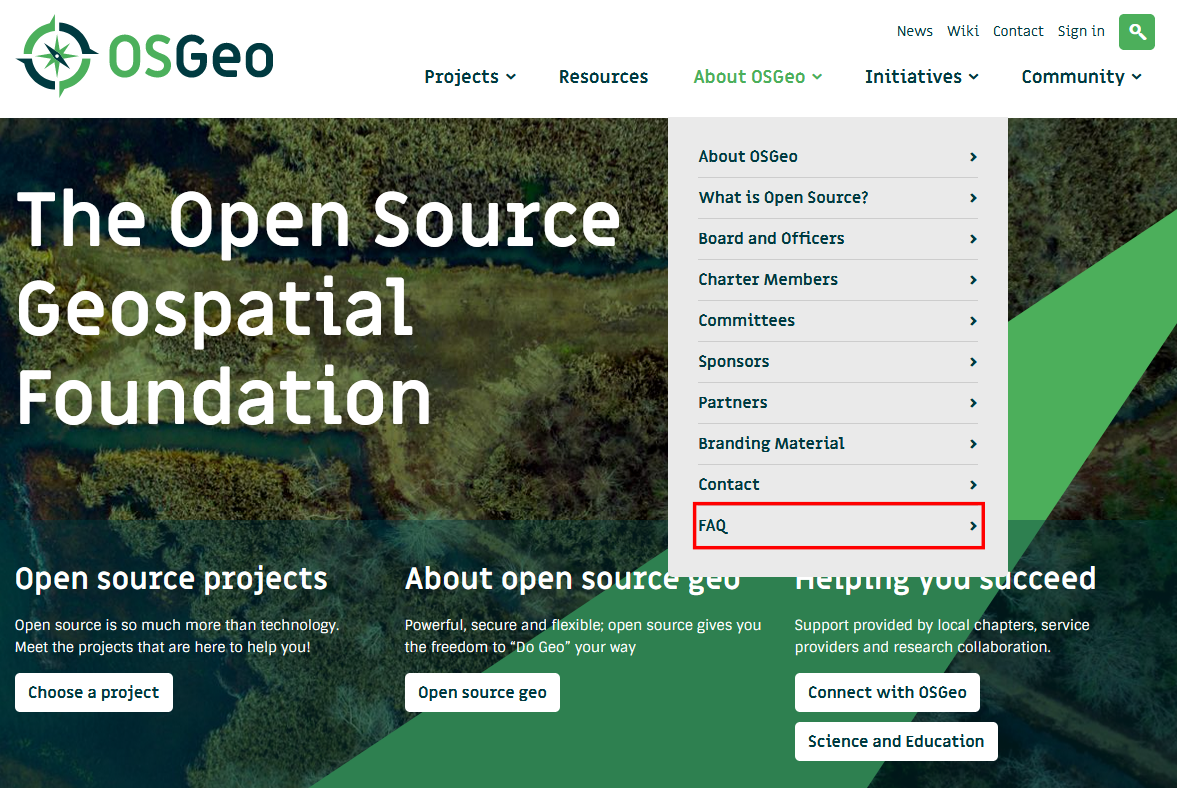 OSGeo
News Wiki Contact Sign in
Projects Resources About OSGeo Initiatives Community
About OSGeo
What is Open Source?
Board and Officers
Charter Members
Committees
Sponsors
Partners
Branding Material
Contact
FAQ
The Open Source
Geospatial
Foundation
Open source projects
Open source is so much more than technology.
Meet the projects that are here to help you!
Choose a project
About open source geo
Powerful, secure and flexible; open source gives you
the freedom to “Do Geo” your way
Open source geo
Helping you succeed
Support provided by local chapters, service
providers and research collaboration.
Connect with OSGeo
Science and Education